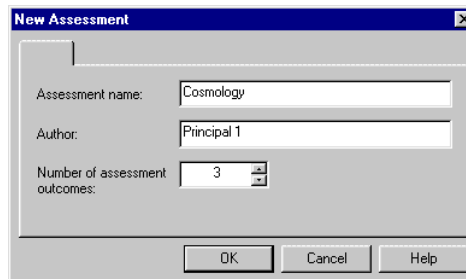 New Assessment
Assessment name: Cosmology
Author: Principal 1
Number of assessment outcomes: 3
OK Cancel Help